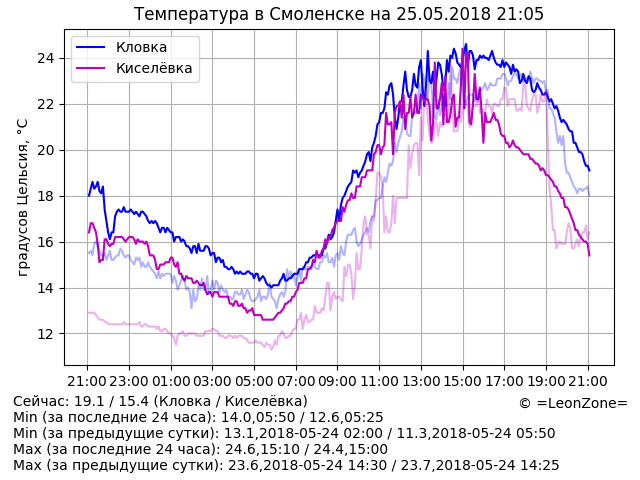 Температура в Смоленске на 25.05.2018 21:05
Кловка
Киселёвка
градусов Цельсия, °C
24
22
20
18
16
14
12
21:00 23:00 01:00 03:00 05:00 07:00 09:00 11:00 13:00 15:00 17:00 19:00 21:00
Сейчас: 19.1 / 15.4 (Кловка / Киселёвка)
© =LeonZone=
Min (за последние 24 часа): 14.0,05:50 / 12.6,05:25
Min (за предыдущие сутки): 13.1,2018-05-24 02:00 / 11.3,2018-05-24 05:50
Max (за последние 24 часа): 24.6,15:10 / 24.4,15:00
Max (за предыдущие сутки): 23.6,2018-05-24 14:30 / 23.7,2018-05-24 14:25